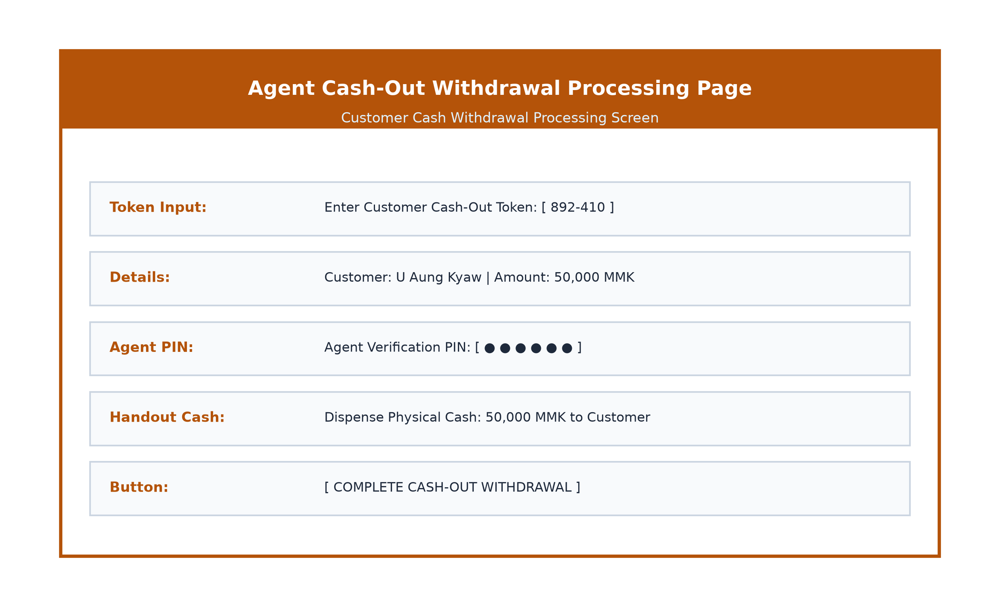 Agent Cash-Out Withdrawal Processing Page
Customer Cash Withdrawal Processing Screen
Token Input: Enter Customer Cash-Out Token: [ 892-410 ]
Details: Customer: U Aung Kyaw | Amount: 50,000 MMK
Agent PIN: Agent Verification PIN: [ ● ● ● ● ● ● ]
Handout Cash: Dispense Physical Cash: 50,000 MMK to Customer
Button: [ COMPLETE CASH-OUT WITHDRAWAL ]